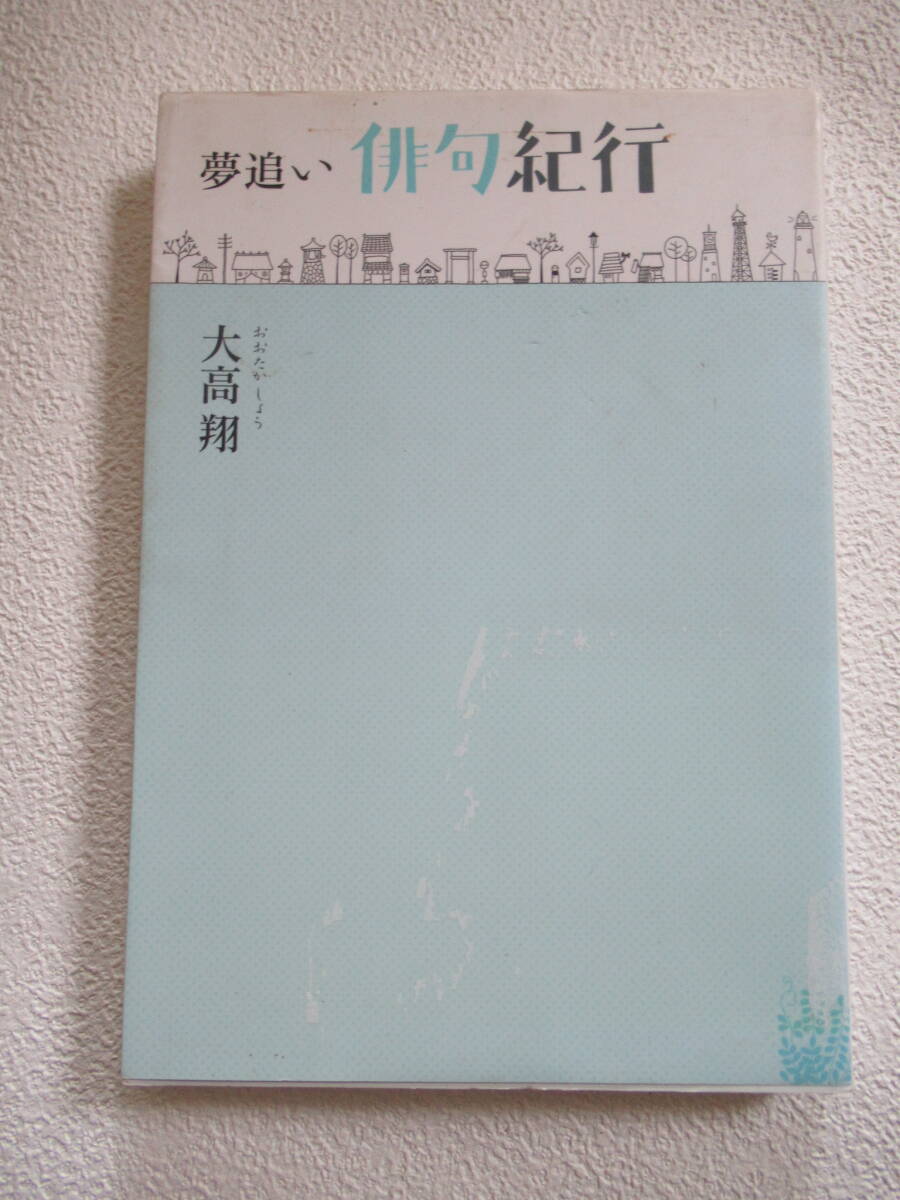 夢追い 俳句紀行
大高翔
おおたか しょう